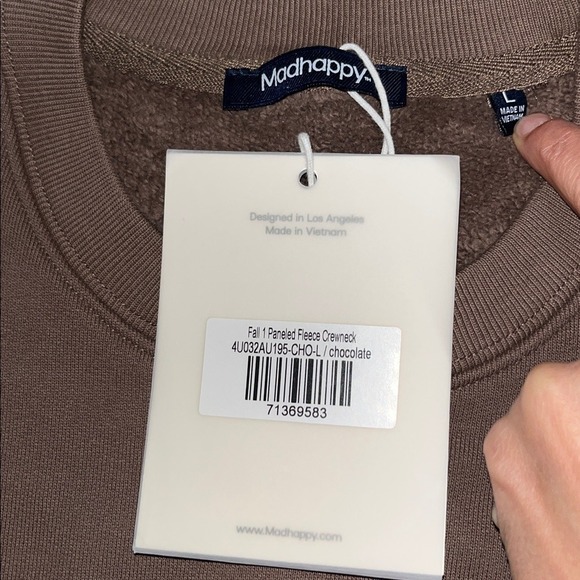 Madhappy™
L
MADE IN
VIETNAM
Designed in Los Angeles
Made in Vietnam
Fall 1 Paneled Fleece Crewneck
4U032AU195-CHO-L / chocolate
71369583
www.Madhappy.com